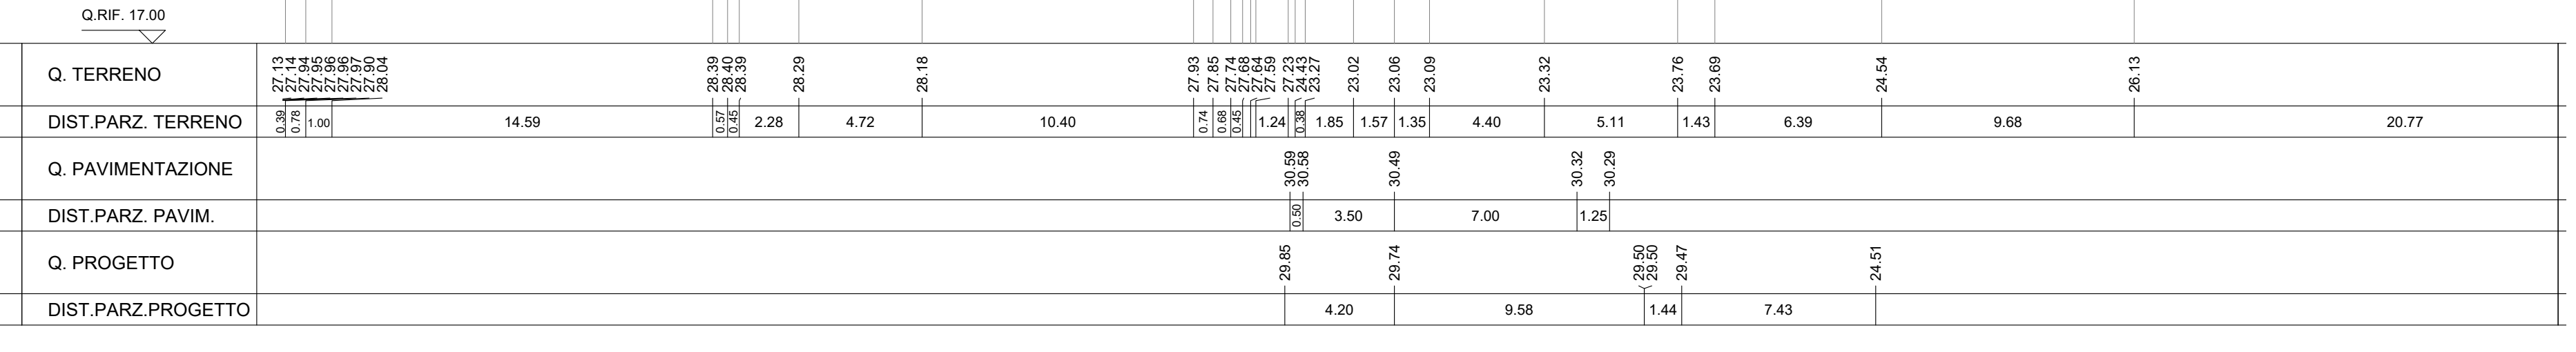 Q.RIF. 17.00
Q. TERRENO 27.13 27.14 27.94 27.95 27.96 27.96 27.97 27.90 28.04 28.39 28.40 28.39 28.29 28.18 27.93 27.85 27.74 27.68 27.64 27.59 27.23 24.43 23.27 23.02 23.06 23.09 23.32 23.76 23.69 24.54 26.13
DIST.PARZ. TERRENO 0.39 0.78 1.00 14.59 0.57 0.45 2.28 4.72 10.40 0.74 0.68 0.45 1.24 0.38 1.85 1.57 1.35 4.40 5.11 1.43 6.39 9.68 20.77
Q. PAVIMENTAZIONE 30.59 30.58 30.49 30.32 30.29
DIST.PARZ. PAVIM. 0.50 3.50 7.00 1.25
Q. PROGETTO 29.85 29.74 29.50 29.50 29.47 24.51
DIST.PARZ.PROGETTO 4.20 9.58 1.44 7.43